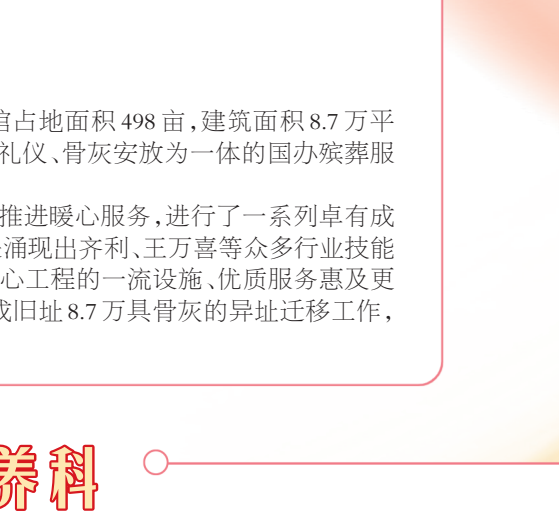 馆占地面积498亩,建筑面积8.7万平
礼仪、骨灰安放为一体的国办殡葬服
推进暖心服务,进行了一系列卓有成
涌现出齐利、王万喜等众多行业技能
心工程的一流设施、优质服务惠及更
成旧址8.7万具骨灰的异址迁移工作,
养科